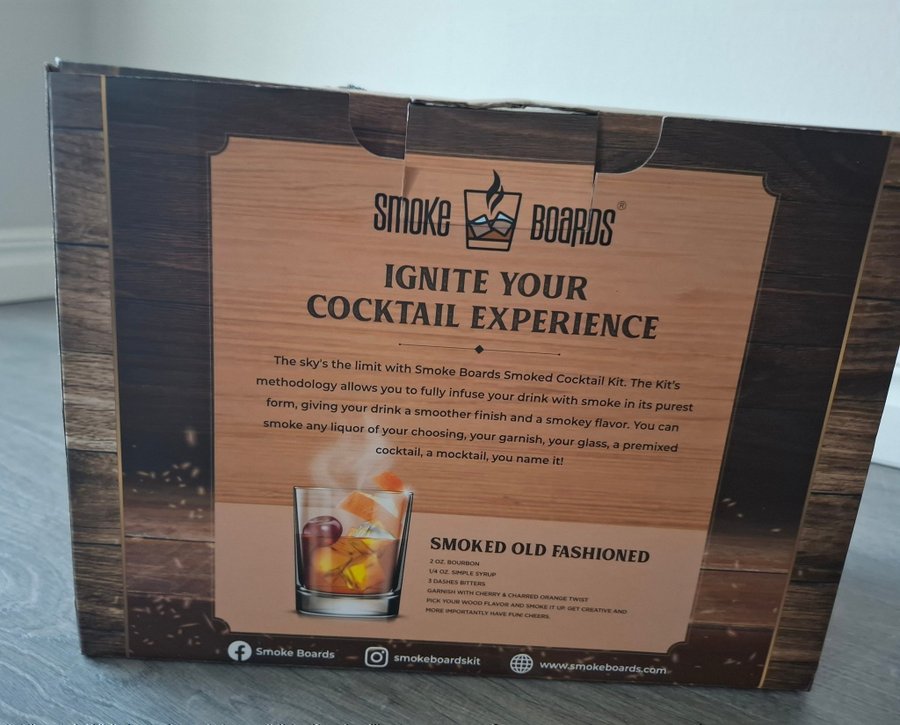 SMOKE BOARDS®
IGNITE YOUR
COCKTAIL EXPERIENCE
The sky's the limit with Smoke Boards Smoked Cocktail Kit. The Kit's
methodology allows you to fully infuse your drink with smoke in its purest
form, giving your drink a smoother finish and a smokey flavor. You can
smoke any liquor of your choosing, your garnish, your glass, a premixed
cocktail, a mocktail, you name it!
SMOKED OLD FASHIONED
2 OZ. BOURBON
1/4 OZ. SIMPLE SYRUP
3 DASHES BITTERS
GARNISH WITH CHERRY & CHARRED ORANGE TWIST
PICK YOUR WOOD FLAVOR AND SMOKE IT UP. GET CREATIVE AND
MORE IMPORTANTLY HAVE FUN! CHEERS.
Smoke Boards
smokeboardskit
www.smokeboards.com